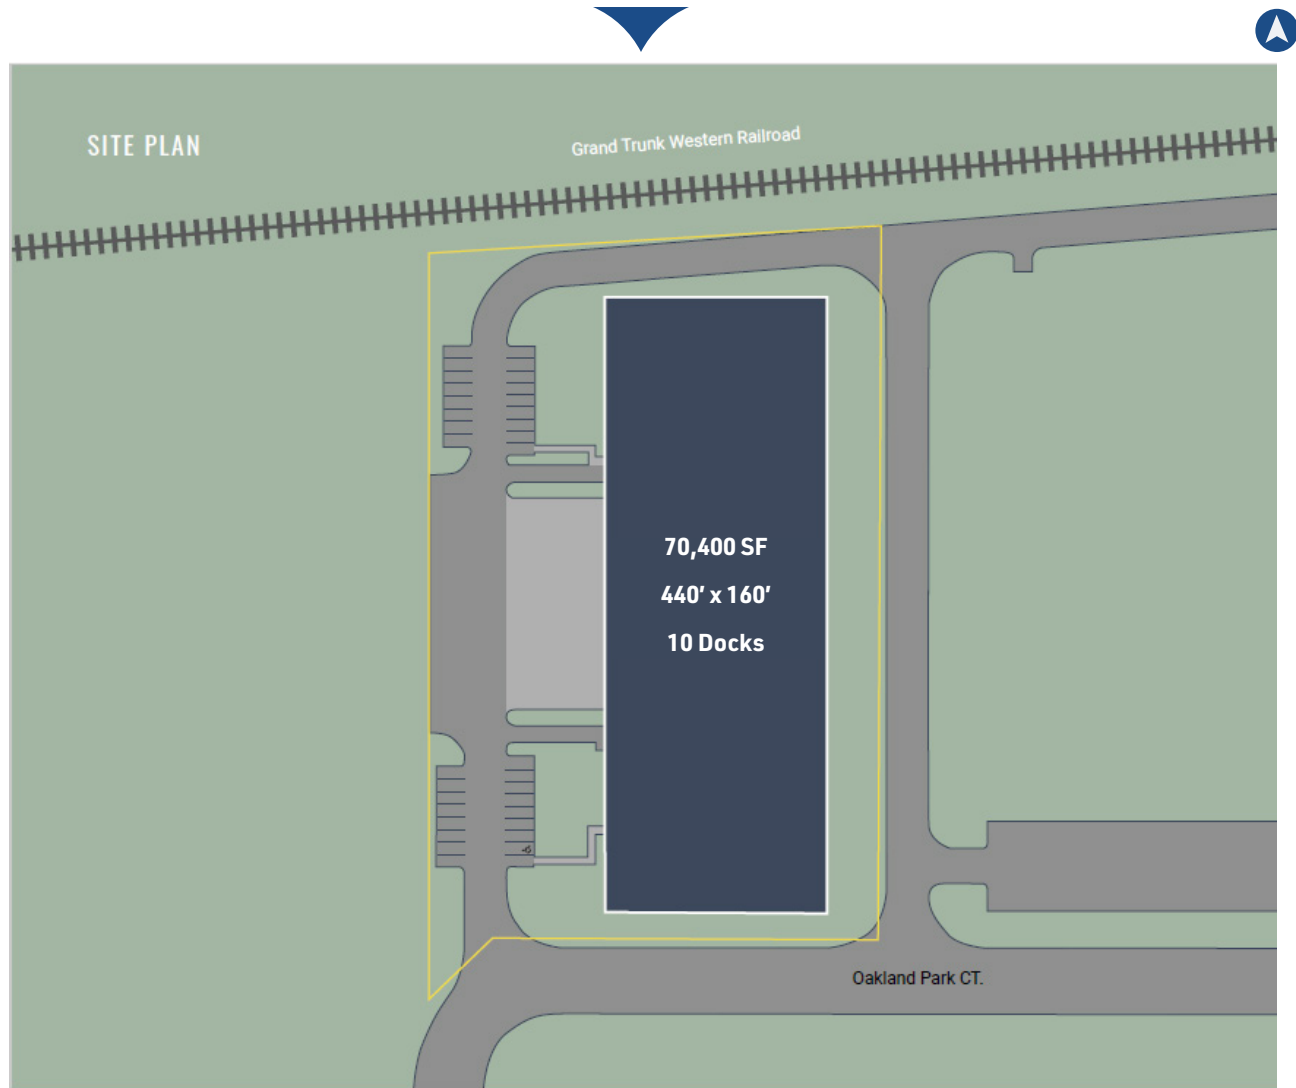 SITE PLAN
Grand Trunk Western Railroad
70,400 SF
440' x 160'
10 Docks
Oakland Park CT.